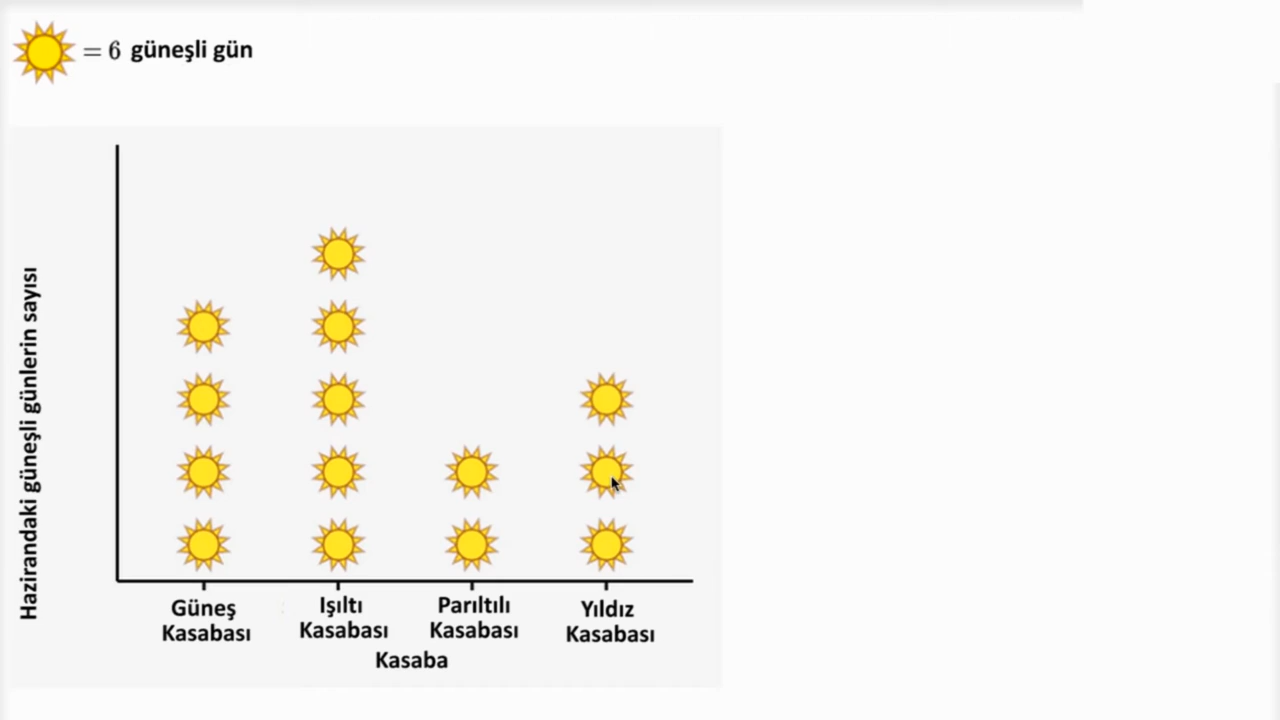 = 6 güneşli gün
Hazirandaki güneşli günlerin sayısı
Güneş
Kasabası
Işıltı
Kasabası
Parıltılı
Kasabası
Yıldız
Kasabası
Kasaba